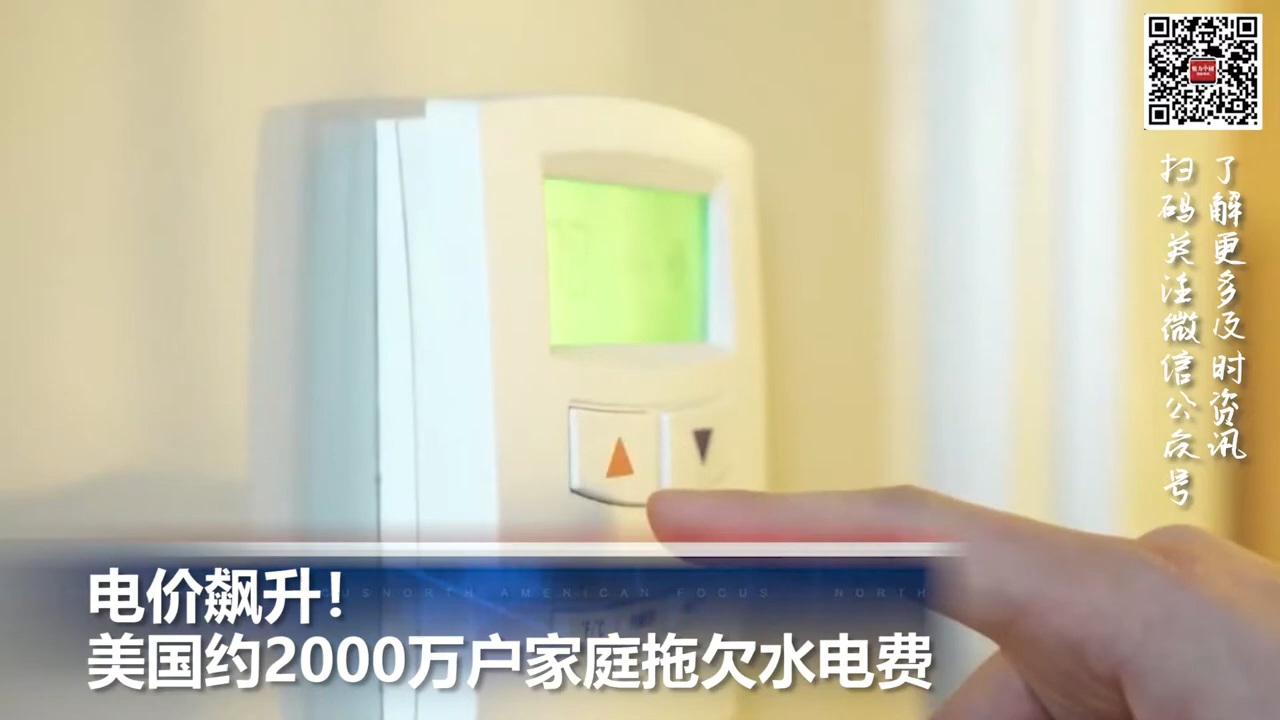 了解更多及时资讯
扫码关注微信公众号
电价飙升！
USNORTH AMERICAN FOCUS NORTH
美国约2000万户家庭拖欠水电费